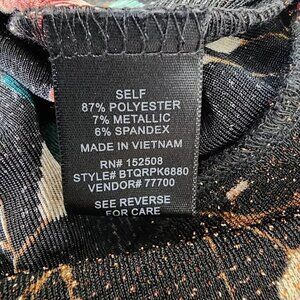 SELF
87% POLYESTER
7% METALLIC
6% SPANDEX
MADE IN VIETNAM
RN# 152508
STYLE# BTQRPK6880
VENDOR# 77700
SEE REVERSE
FOR CARE